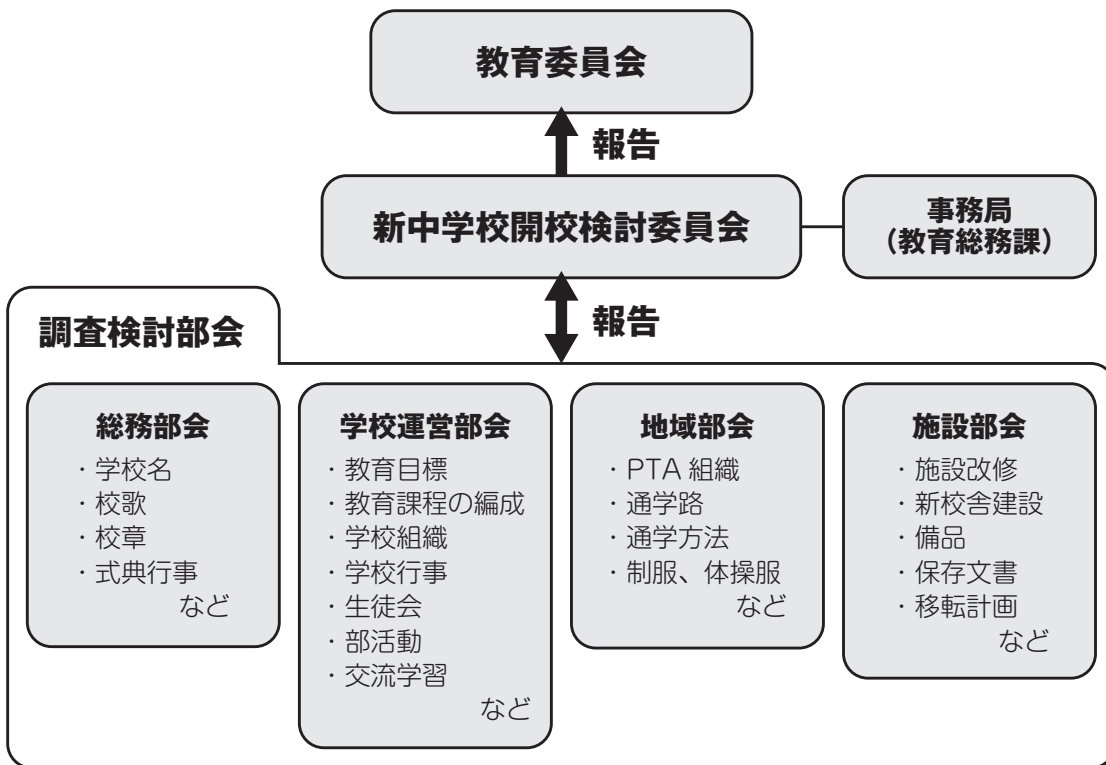 教育委員会
報告
新中学校開校検討委員会
事務局
（教育総務課）
報告
調査検討部会
総務部会
・学校名
・校歌
・校章
・式典行事
など
学校運営部会
・教育目標
・教育課程の編成
・学校組織
・学校行事
・生徒会
・部活動
・交流学習
など
地域部会
・PTA 組織
・通学路
・通学方法
・制服、体操服
など
施設部会
・施設改修
・新校舎建設
・備品
・保存文書
・移転計画
など